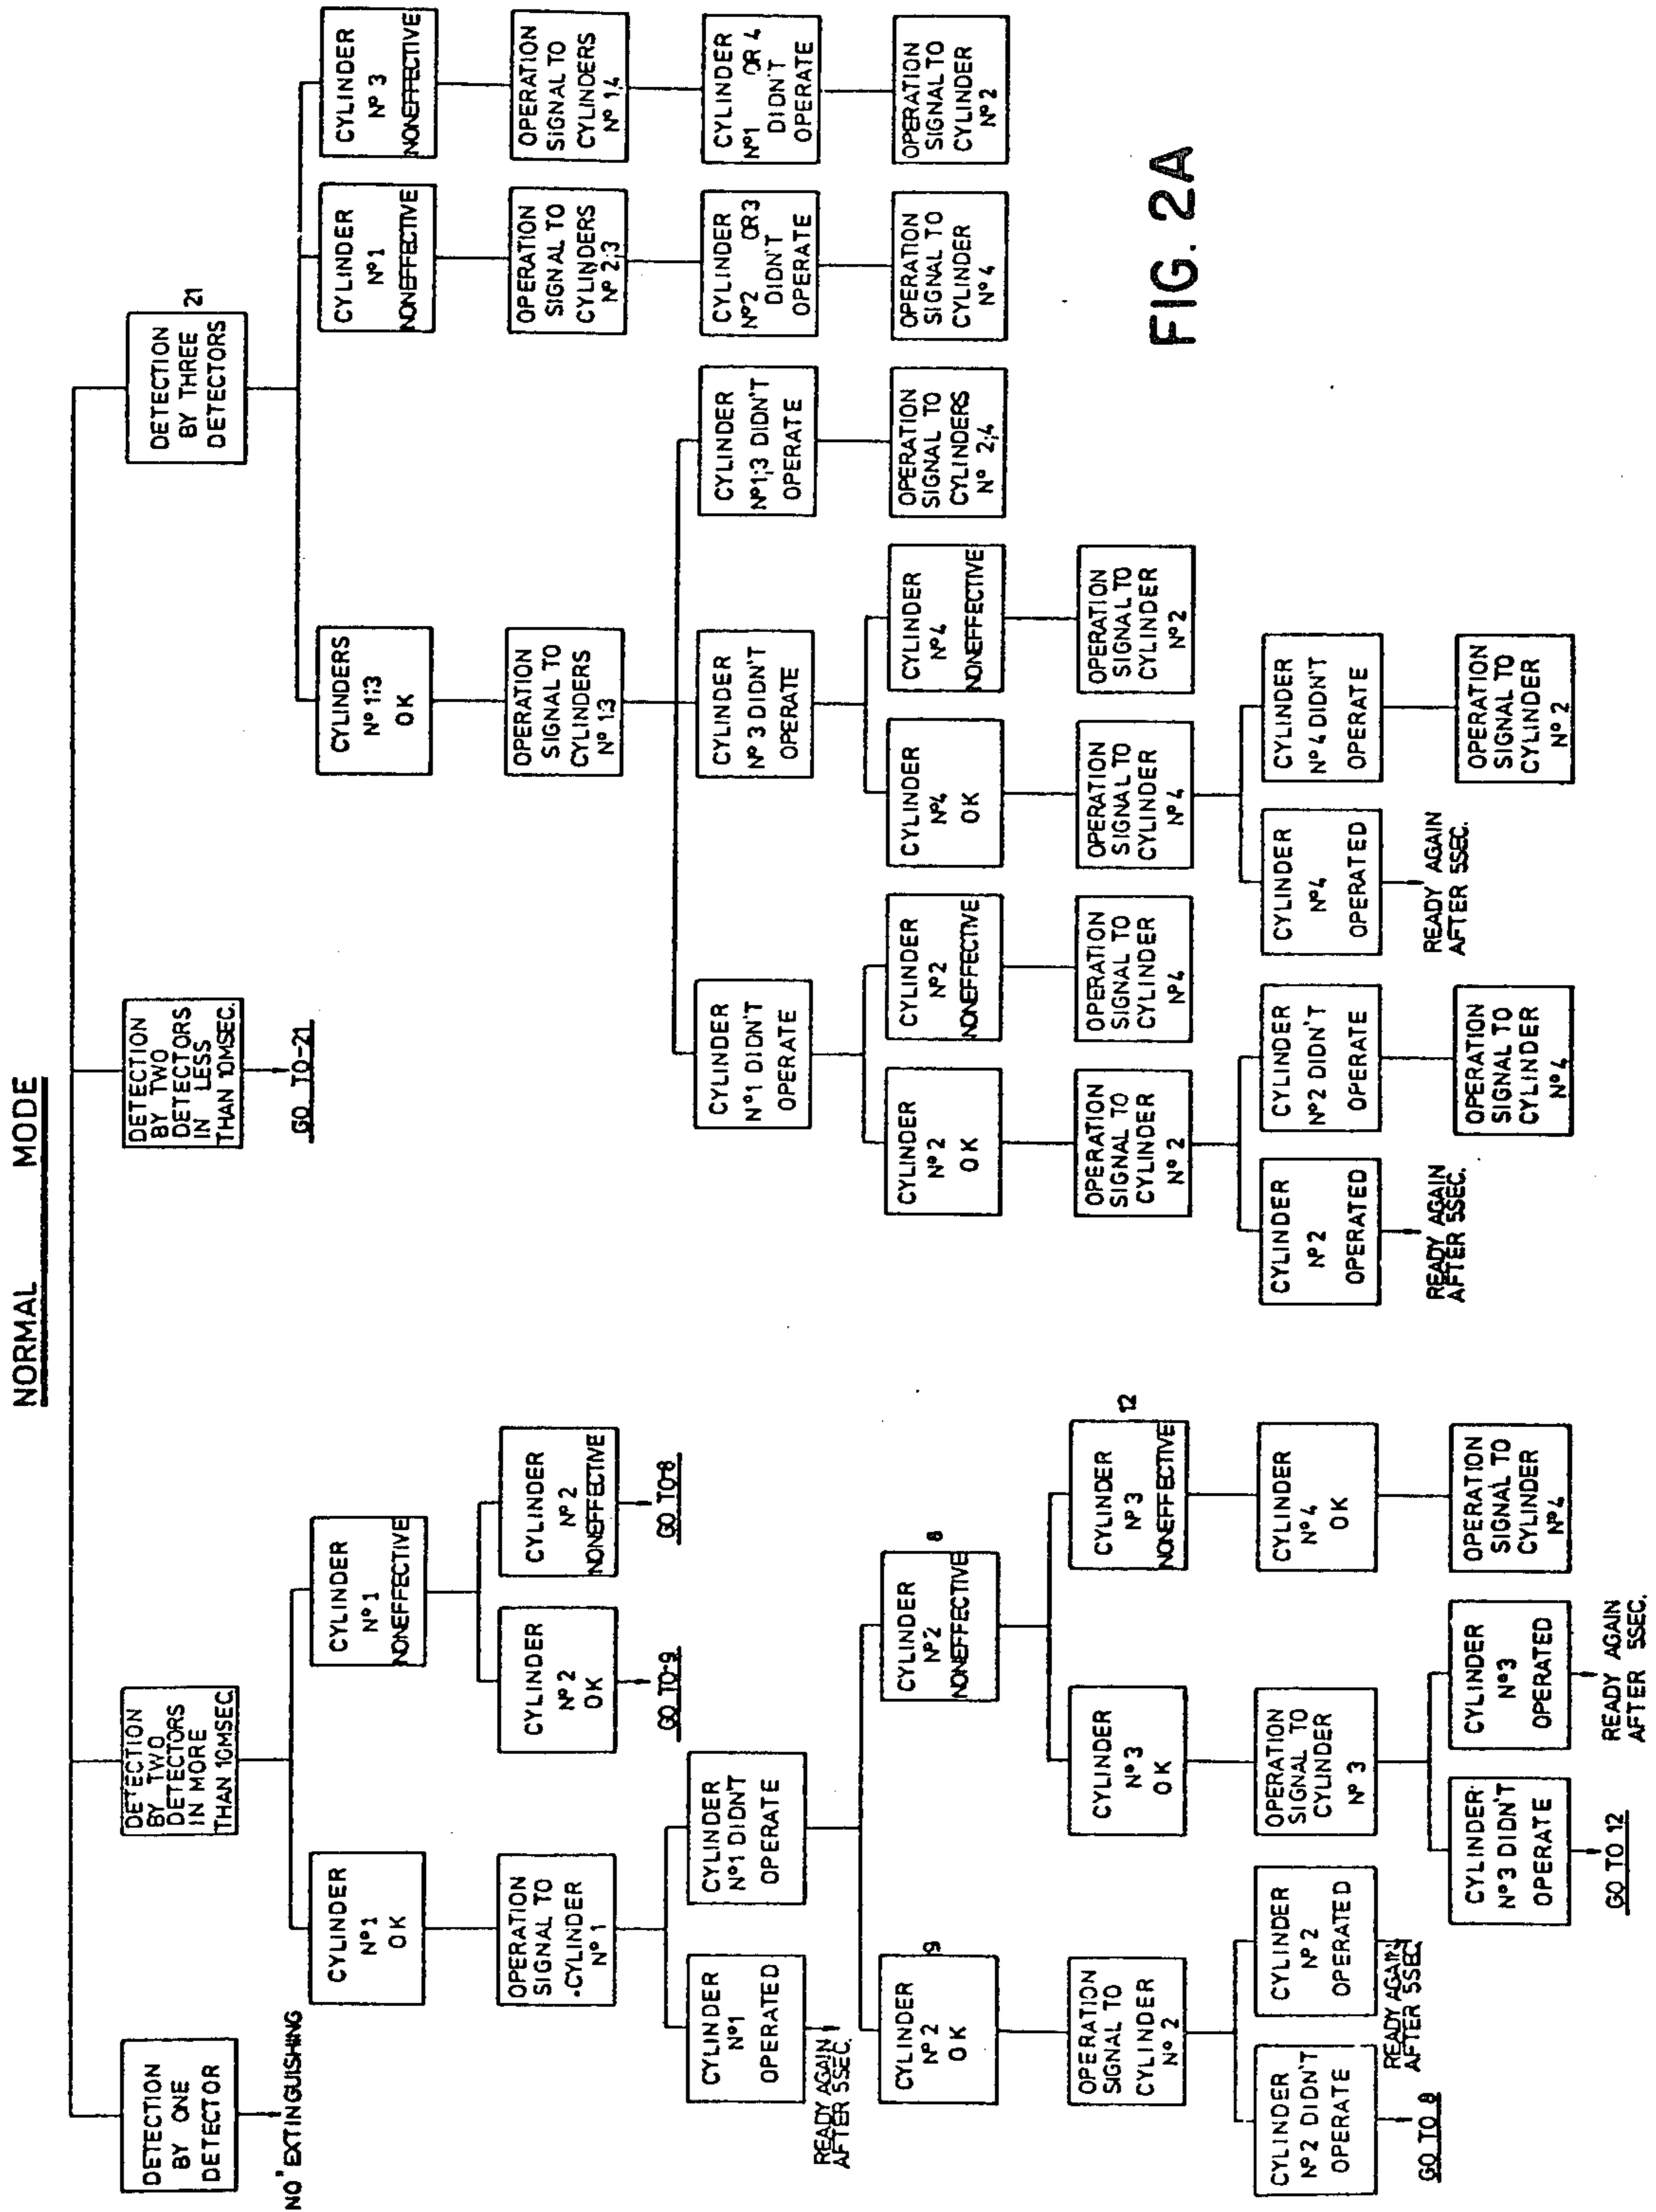 NORMAL MODE
DETECTION
BY ONE
DETECTOR
NO'EXTINGUISHING
DETECTION
BY TWO
DETECTORS
IN MORE
THAN 10MSEC.
DETECTION
BY TWO
DETECTORS
IN LESS
THAN 10MSEC.
GO TO-21
DETECTION
BY THREE
DETECTORS
21
CYLINDER
Nº1
OK
CYLINDER
Nº1
NONEFFECTIVE
CYLINDERS
Nº 1;3
OK
CYLINDER
Nº1
NONEFFECTIVE
CYLINDER
Nº 3
NONEFFECTIVE
OPERATION
SIGNAL TO
CYLINDER
Nº1
CYLINDER
Nº2
OK
GO TO-9
CYLINDER
Nº2
NONEFFECTIVE
GO TO-8
OPERATION
SIGNAL TO
CYLINDERS
Nº 1;3
OPERATION
SIGNAL TO
CYLINDERS
Nº 2;3
OPERATION
SIGNAL TO
CYLINDERS
Nº 1,4
CYLINDER
Nº1
OPERATED
READY AGAIN
AFTER 5SEC.
CYLINDER
Nº1 DIDN'T
OPERATE
CYLINDER
Nº1 DIDN'T
OPERATE
CYLINDER
Nº3 DIDN'T
OPERATE
CYLINDER
Nº1;3 DIDN'T
OPERATE
CYLINDER
Nº2 OR3
DIDN'T
OPERATE
CYLINDER
Nº1 OR 4
DIDN'T
OPERATE
CYLINDER
Nº2
OK
9
CYLINDER
Nº2
NONEFFECTIVE
8
CYLINDER
Nº2
OK
CYLINDER
Nº2
NONEFFECTIVE
CYLINDER
Nº4
OK
CYLINDER
Nº4
NONEFFECTIVE
OPERATION
SIGNAL TO
CYLINDERS
Nº 2;4
OPERATION
SIGNAL TO
CYLINDER
Nº4
OPERATION
SIGNAL TO
CYLINDER
Nº2
OPERATION
SIGNAL TO
CYLINDER
Nº2
CYLINDER
Nº3
OK
CYLINDER
Nº3
NONEFFECTIVE
12
OPERATION
SIGNAL TO
CYLINDER
Nº2
OPERATION
SIGNAL TO
CYLINDER
Nº4
OPERATION
SIGNAL TO
CYLINDER
Nº4
OPERATION
SIGNAL TO
CYLINDER
Nº2
CYLINDER
Nº2 DIDN'T
OPERATE
GO TO 8
CYLINDER
Nº2
OPERATED
READY AGAIN
AFTER 5SEC.
OPERATION
SIGNAL TO
CYLINDER
Nº3
CYLINDER
Nº4
OK
CYLINDER
Nº2
OPERATED
READY AGAIN
AFTER 5SEC.
CYLINDER
Nº2 DIDN'T
OPERATE
CYLINDER
Nº4
OPERATED
READY AGAIN
AFTER 5SEC.
CYLINDER
Nº4 DIDN'T
OPERATE
CYLINDER
Nº3 DIDN'T
OPERATE
GO TO 12
CYLINDER
Nº3
OPERATED
READY AGAIN
AFTER 5SEC.
OPERATION
SIGNAL TO
CYLINDER
Nº4
OPERATION
SIGNAL TO
CYLINDER
Nº4
OPERATION
SIGNAL TO
CYLINDER
Nº2
FIG. 2A